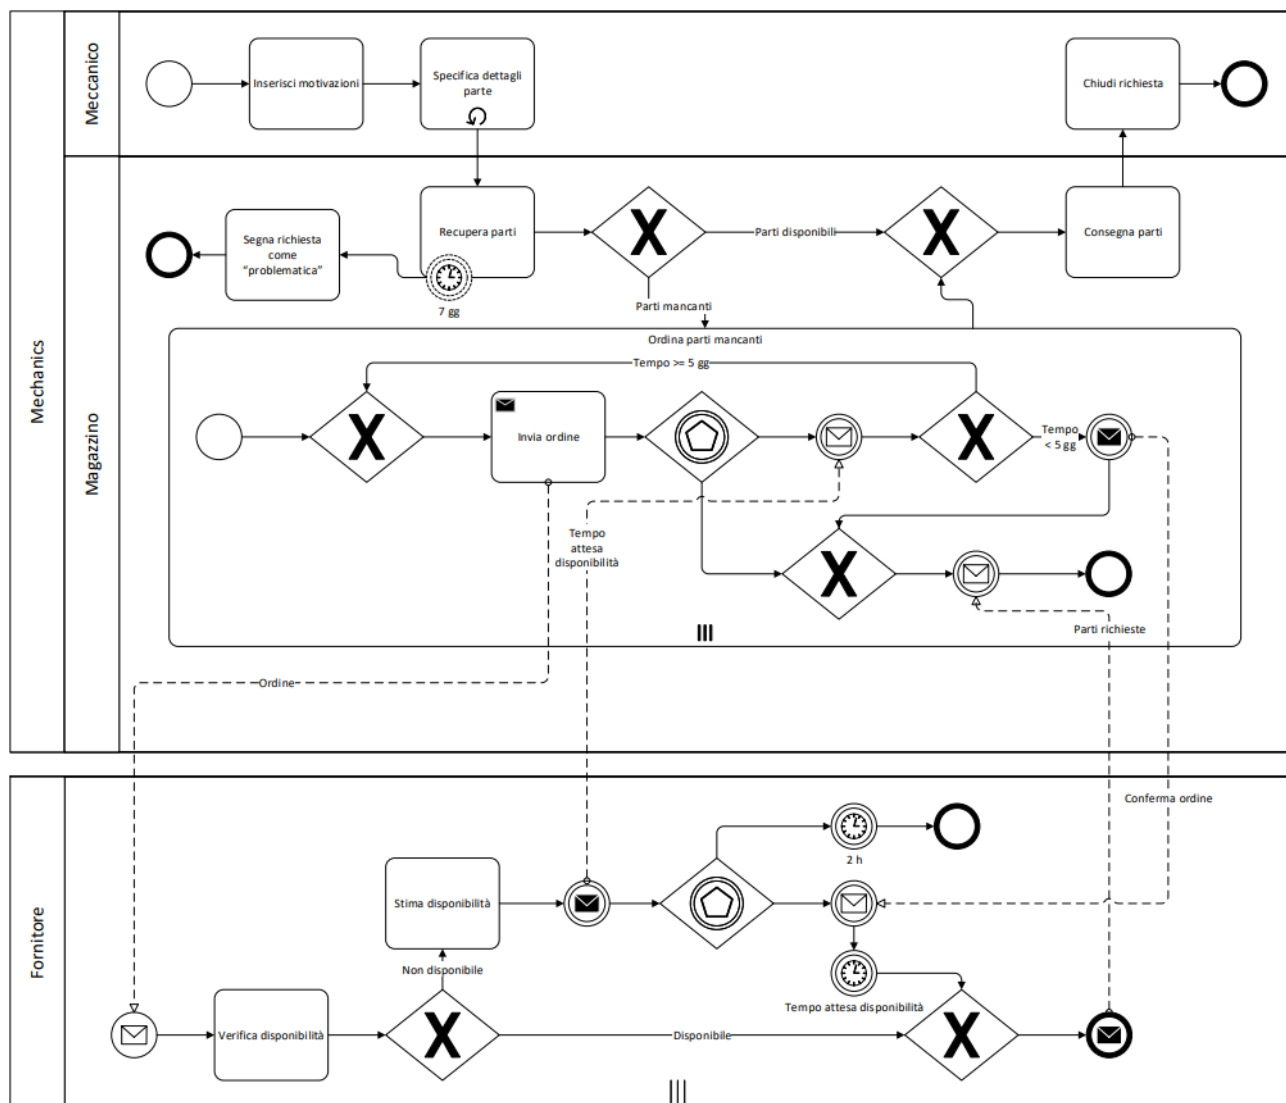 Mechanics
Meccanico
Inserisci motivazioni
Specifica dettagli
parte
Chiudi richiesta
Magazzino
Segna richiesta
come
“problematica”
Recupera parti
7 gg
Parti disponibili
Consegna parti
Parti mancanti
Ordina parti mancanti
Tempo >= 5 gg
Invia ordine
Tempo
< 5 gg
Tempo
attesa
disponibilità
Parti richieste
Ordine
Conferma ordine
Fornitore
2 h
Stima disponibilità
Non disponibile
Tempo attesa disponibilità
Verifica disponibilità
Disponibile